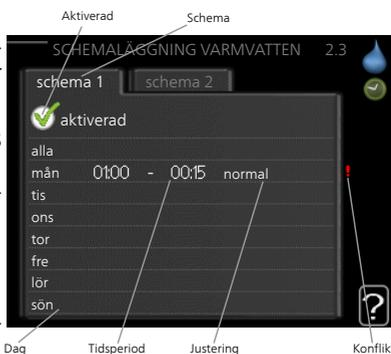 Aktiverad Schema
SCHEMALÄGGNING VARMVATTEN 2.3
schema 1 schema 2
aktiverad
alla
mån 01:00 - 00:15 normal !
tis
ons
tor
fre
lör
sön
?
Dag Tidsperiod Justering Konflik